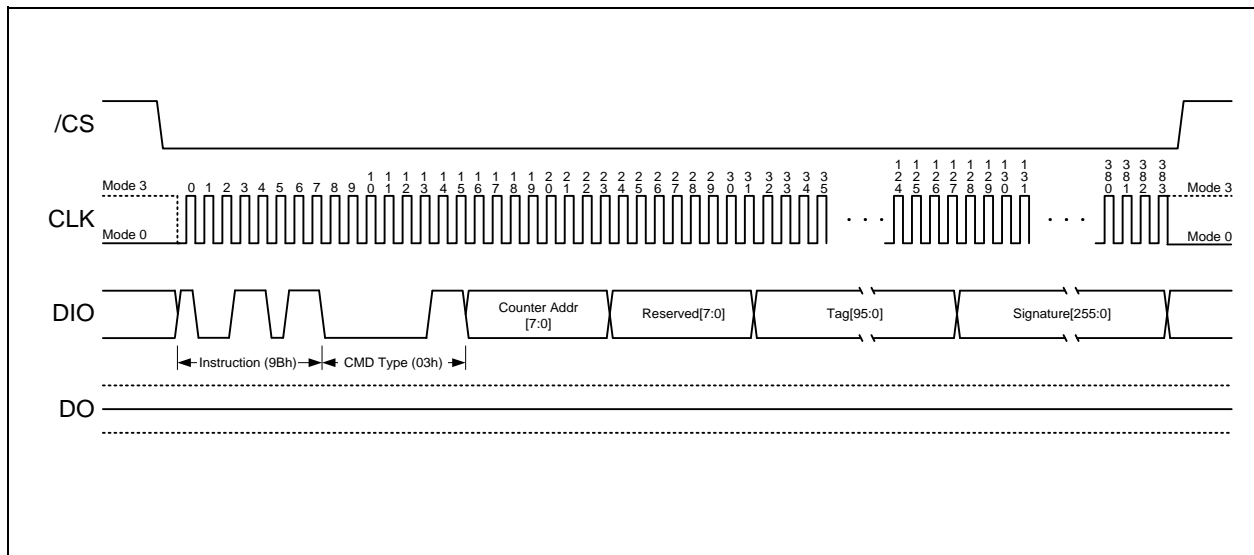 /CS
Mode 3
0 1 2 3 4 5 6 7 8 9 10 11 12 13 14 15 16 17 18 19 20 21 22 23 24 25 26 27 28 29 30 31 32 33 34 35
124 125 126 127 128 129 130 131
380 381 382 383
Mode 3
CLK
. . .
. . .
Mode 0
Mode 0
DIO
Counter Addr
[7:0]
Reserved[7:0]
Tag[95:0]
Signature[255:0]
Instruction (9Bh)
CMD Type (03h)
DO